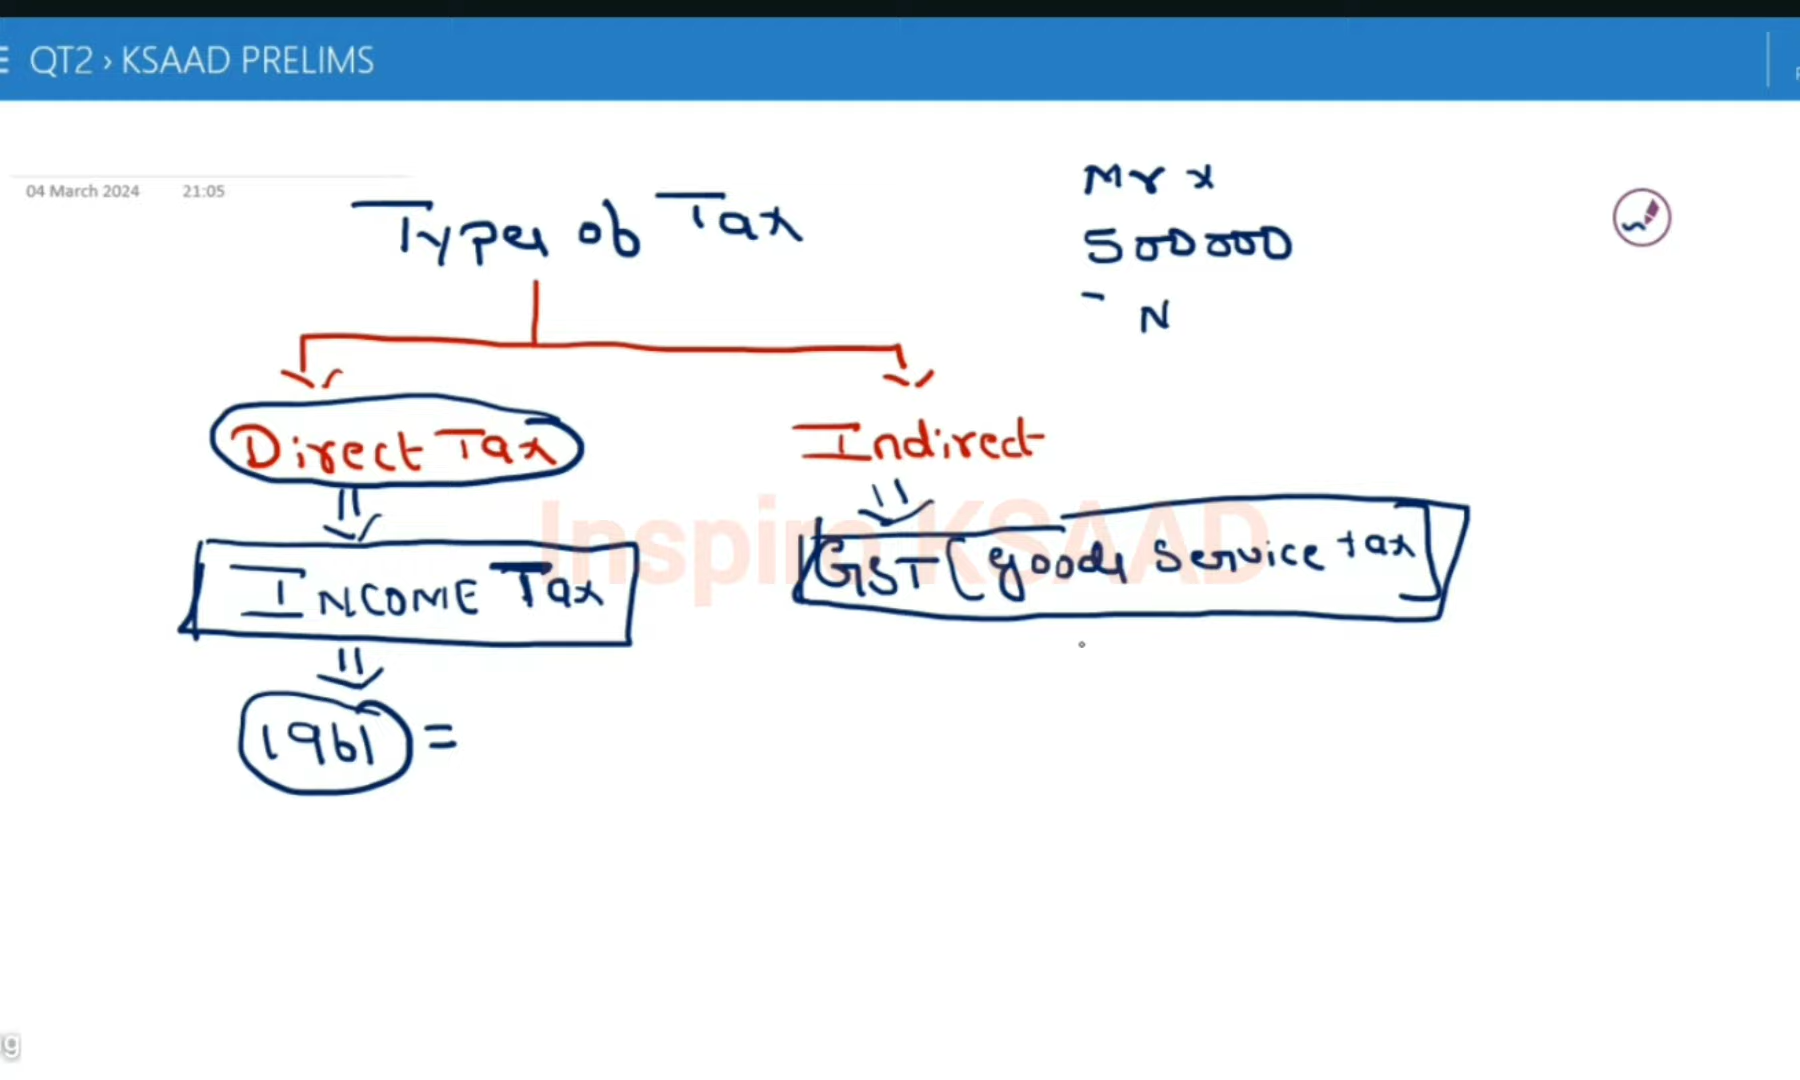 QT2 › KSAAD PRELIMS
04 March 2024 21:05
Types of Tax
Mr x
500000
N
Direct Tax
Indirect
Inspire KSAAD
INCOME Tax
GST (goods Service tax)
1961 =
g